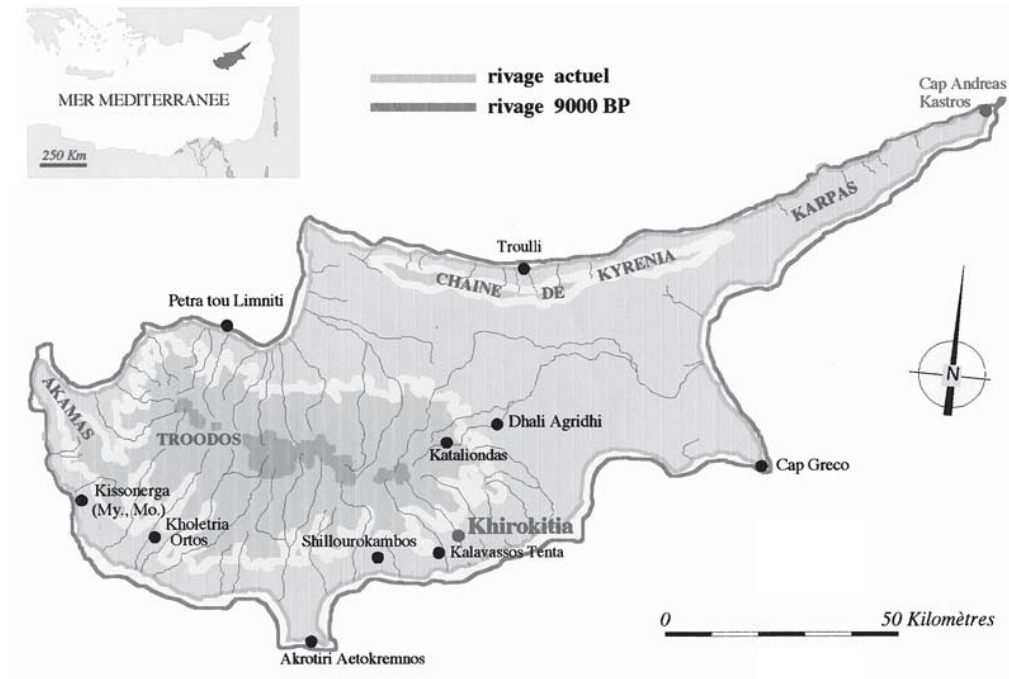 MER MEDITERRANEE
250 Km
rivage actuel
rivage 9000 BP
Cap Andreas
Kastros
KARPAS
Troulli
CHAINE DE KYRENIA
Petra tou Limniti
N
AKAMAS
TROODOS
Dhali Agridhi
Kataliondas
Cap Greco
Kissonerga
(My., Mo.)
Kholetria
Ortos
Khirokitia
Shillourokambos
Kalavassos Tenta
0 50 Kilomètres
Akrotiri Aetokremnos